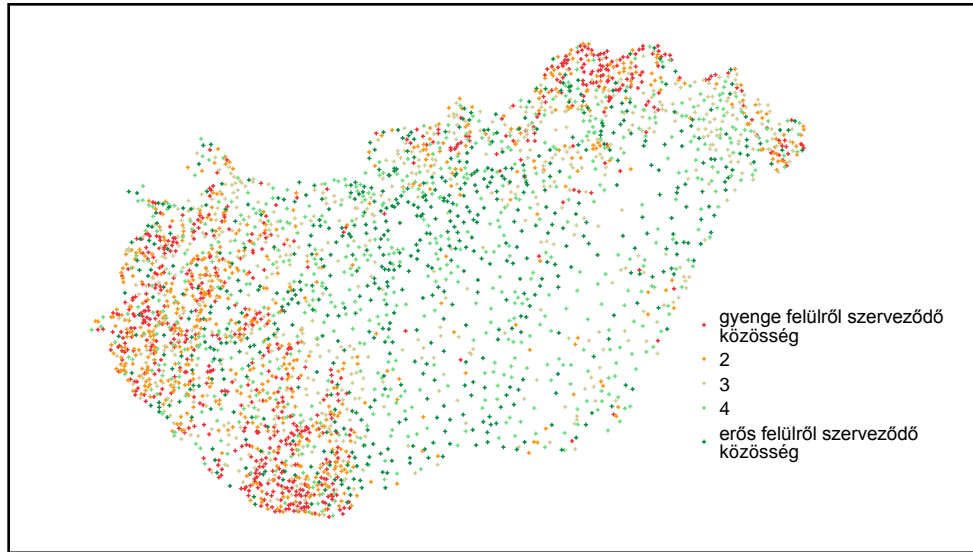 gyenge felülről szerveződő
közösség
2
3
4
erős felülről szerveződő
közösség